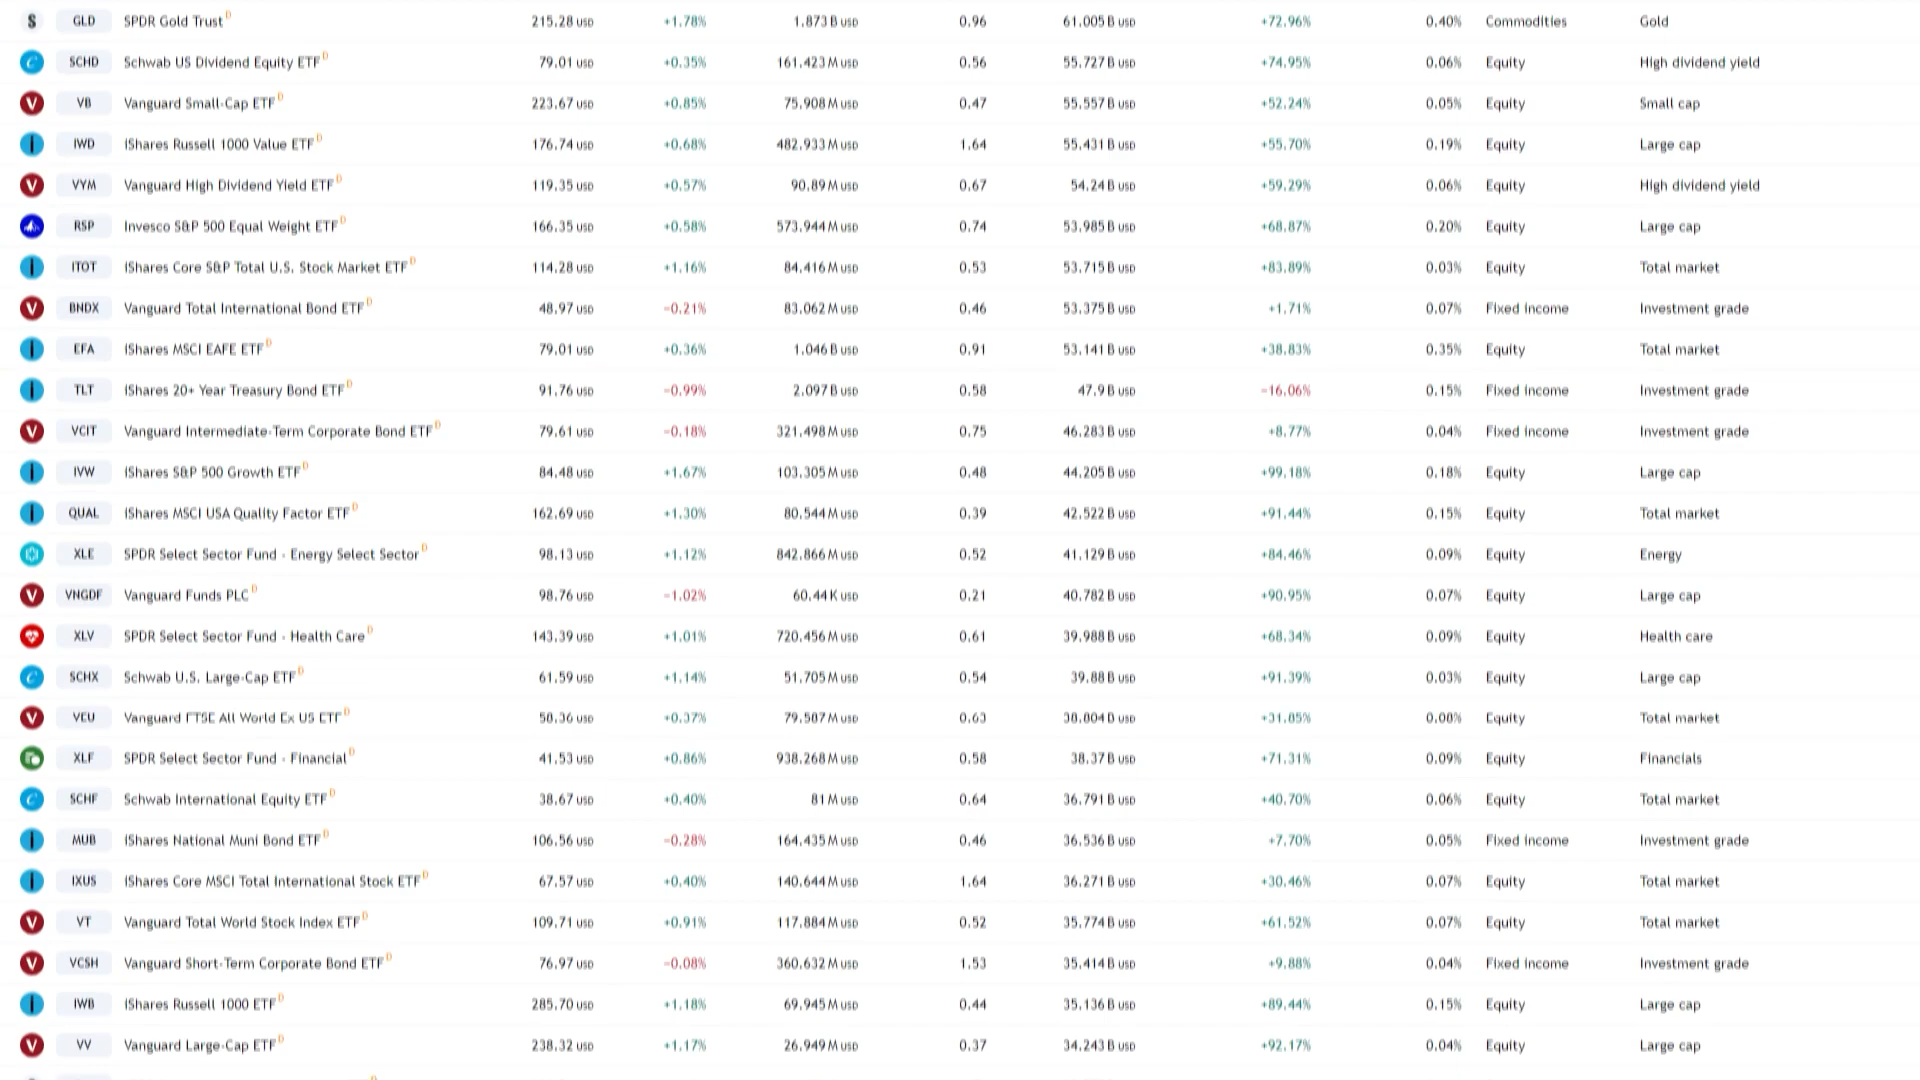 S GLD SPDR Gold Trust D 215.28 USD +1.78% 1.873 B USD 0.96 61.005 B USD +72.96% 0.40% Commodities Gold
SCHD Schwab US Dividend Equity ETF D 79.01 USD +0.35% 161.423 M USD 0.56 55.727 B USD +74.95% 0.06% Equity High dividend yield
V VB Vanguard Small-Cap ETF D 223.67 USD +0.85% 75.908 M USD 0.47 55.557 B USD +52.24% 0.05% Equity Small cap
IWD iShares Russell 1000 Value ETF D 176.74 USD +0.68% 482.933 M USD 1.64 55.431 B USD +55.70% 0.19% Equity Large cap
V VYM Vanguard High Dividend Yield ETF D 119.35 USD +0.57% 90.89 M USD 0.67 54.24 B USD +59.29% 0.06% Equity High dividend yield
RSP Invesco S&P 500 Equal Weight ETF D 166.35 USD +0.58% 573.944 M USD 0.74 53.985 B USD +68.87% 0.20% Equity Large cap
ITOT iShares Core S&P Total U.S. Stock Market ETF D 114.28 USD +1.16% 84.416 M USD 0.53 53.715 B USD +83.89% 0.03% Equity Total market
V BNDX Vanguard Total International Bond ETF D 48.97 USD −0.21% 83.062 M USD 0.46 53.375 B USD +1.71% 0.07% Fixed income Investment grade
EFA iShares MSCI EAFE ETF D 79.01 USD +0.36% 1.046 B USD 0.91 53.141 B USD +38.83% 0.35% Equity Total market
TLT iShares 20+ Year Treasury Bond ETF D 91.76 USD −0.99% 2.097 B USD 0.58 47.9 B USD −16.06% 0.15% Fixed income Investment grade
V VCIT Vanguard Intermediate-Term Corporate Bond ETF D 79.61 USD −0.18% 321.498 M USD 0.75 46.283 B USD +8.77% 0.04% Fixed income Investment grade
IVW iShares S&P 500 Growth ETF D 84.48 USD +1.67% 103.305 M USD 0.48 44.205 B USD +99.18% 0.18% Equity Large cap
QUAL iShares MSCI USA Quality Factor ETF D 162.69 USD +1.30% 80.544 M USD 0.39 42.522 B USD +91.44% 0.15% Equity Total market
XLE SPDR Select Sector Fund - Energy Select Sector D 98.13 USD +1.12% 842.866 M USD 0.52 41.129 B USD +84.46% 0.09% Equity Energy
V VNGDF Vanguard Funds PLC D 98.76 USD −1.02% 60.44 K USD 0.21 40.782 B USD +90.95% 0.07% Equity Large cap
XLV SPDR Select Sector Fund - Health Care D 143.39 USD +1.01% 720.456 M USD 0.61 39.988 B USD +68.34% 0.09% Equity Health care
SCHX Schwab U.S. Large-Cap ETF D 61.59 USD +1.14% 51.705 M USD 0.54 39.88 B USD +91.39% 0.03% Equity Large cap
V VEU Vanguard FTSE All World Ex US ETF D 58.36 USD +0.37% 79.587 M USD 0.63 38.804 B USD +31.85% 0.08% Equity Total market
XLF SPDR Select Sector Fund - Financial D 41.53 USD +0.86% 938.268 M USD 0.58 38.37 B USD +71.31% 0.09% Equity Financials
SCHF Schwab International Equity ETF D 38.67 USD +0.40% 81 M USD 0.64 36.791 B USD +40.70% 0.06% Equity Total market
MUB iShares National Muni Bond ETF D 106.56 USD −0.28% 164.435 M USD 0.46 36.536 B USD +7.70% 0.05% Fixed income Investment grade
IXUS iShares Core MSCI Total International Stock ETF D 67.57 USD +0.40% 140.644 M USD 1.64 36.271 B USD +30.46% 0.07% Equity Total market
V VT Vanguard Total World Stock Index ETF D 109.71 USD +0.91% 117.884 M USD 0.52 35.774 B USD +61.52% 0.07% Equity Total market
V VCSH Vanguard Short-Term Corporate Bond ETF D 76.97 USD −0.08% 360.632 M USD 1.53 35.414 B USD +9.88% 0.04% Fixed income Investment grade
IWB iShares Russell 1000 ETF D 285.70 USD +1.18% 69.945 M USD 0.44 35.136 B USD +89.44% 0.15% Equity Large cap
V VV Vanguard Large-Cap ETF D 238.32 USD +1.17% 26.949 M USD 0.37 34.243 B USD +92.17% 0.04% Equity Large cap